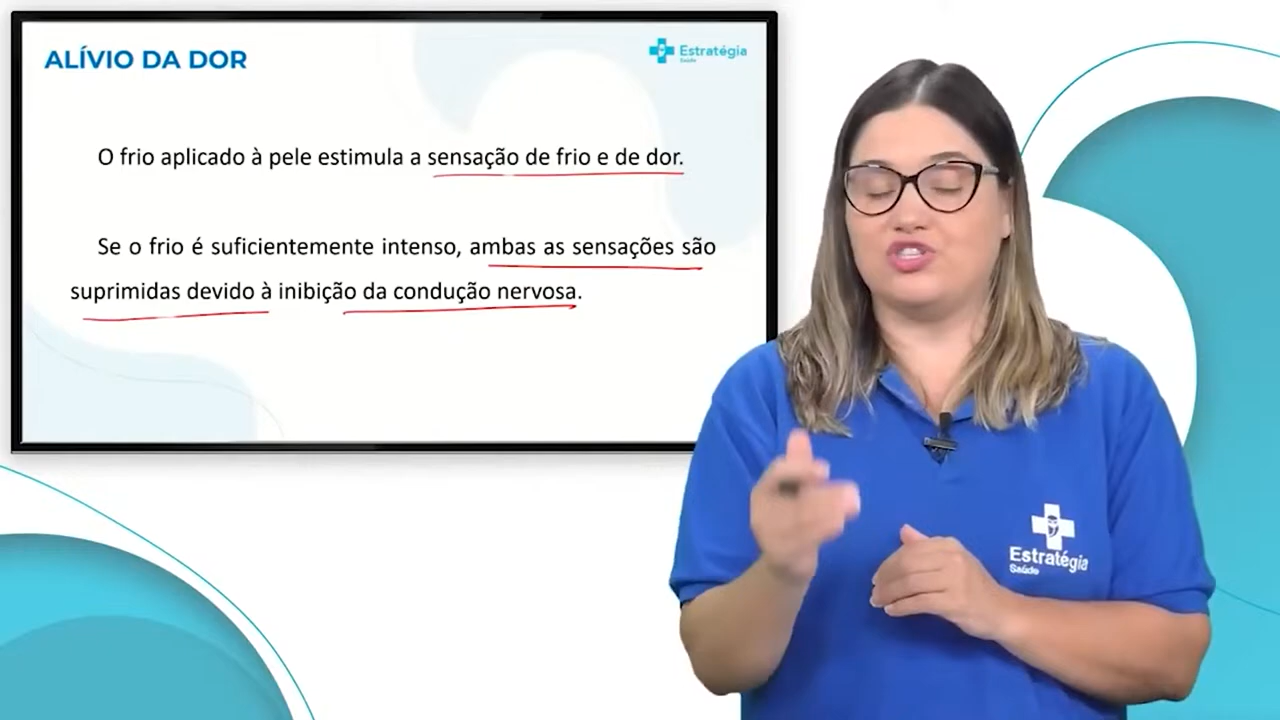 ALÍVIO DA DOR
Estratégia
Saúde
O frio aplicado à pele estimula a sensação de frio e de dor.
Se o frio é suficientemente intenso, ambas as sensações são
suprimidas devido à inibição da condução nervosa.
Estratégia
Saúde